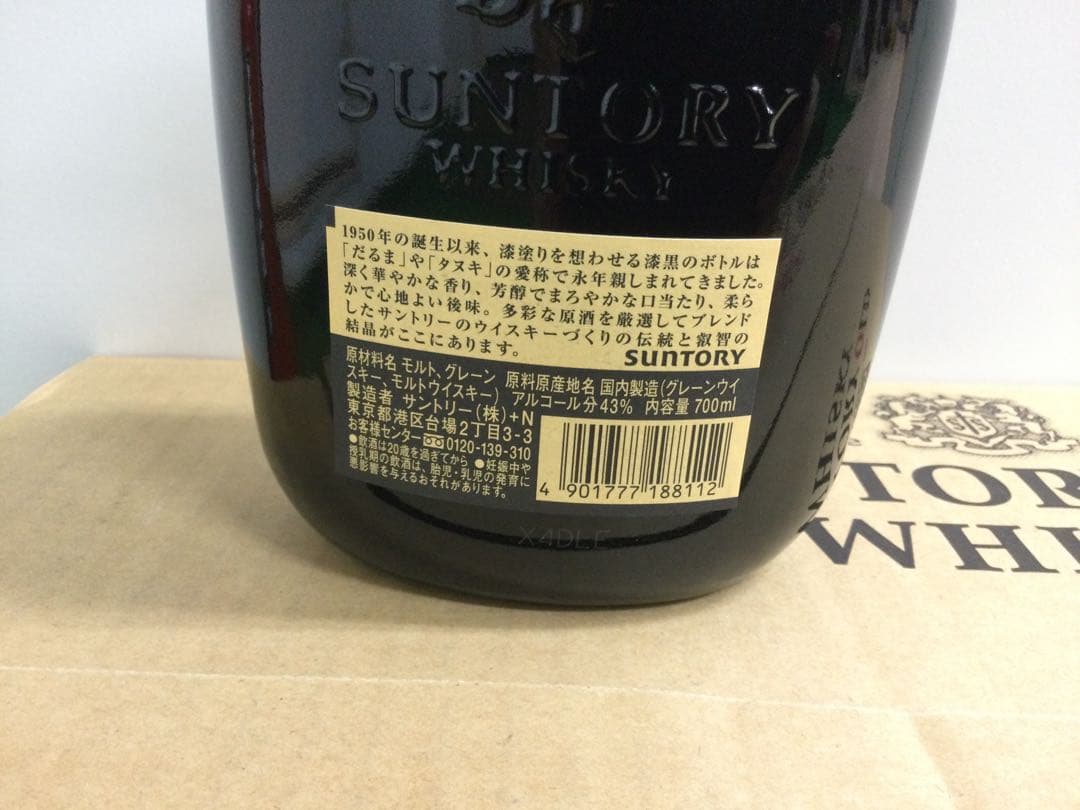 SUNTORY
WHISKY
1950年の誕生以来、漆塗りを想わせる漆黒のボトルは
「だるま」や「タヌキ」の愛称で永年親しまれてきました。
深く華やかな香り、芳醇でまろやかな口当たり、柔ら
かで心地よい後味。多彩な原酒を厳選してブレンド
したサントリーのウイスキーづくりの伝統と叡智の
結晶がここにあります。
SUNTORY
原材料名 モルト、グレーン 原料原産地名 国内製造(グレーンウイ
スキー、モルトウイスキー) アルコール分43% 内容量 700ml
製造者 サントリー(株)+N
東京都港区台場2丁目3-3
お客様センター 0120-139-310
●飲酒は20歳を過ぎてから ●妊娠中や
授乳期の飲酒は、胎児・乳児の発育に
悪影響を与えるおそれがあります。
4 901777 188112
X4DLE
TOR
WHI